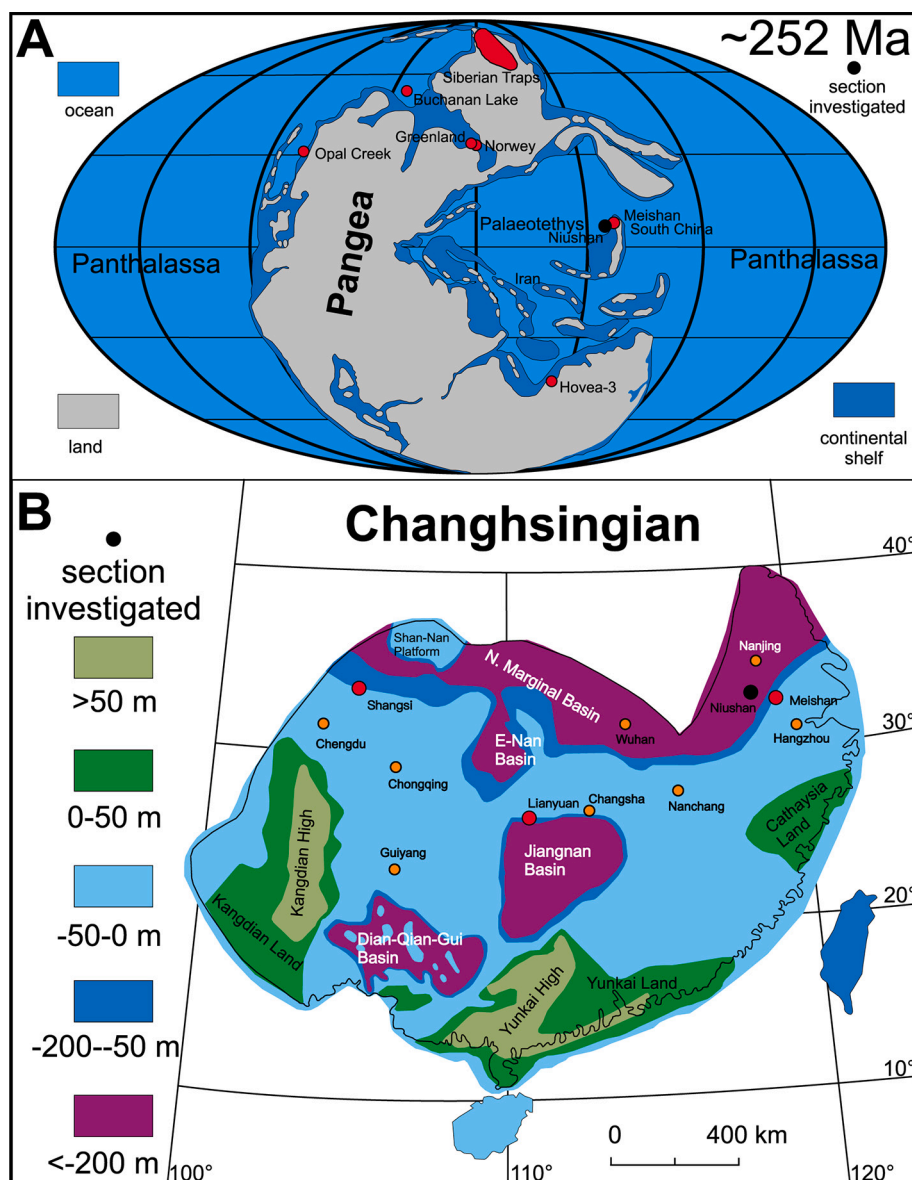 A
~252 Ma
ocean
section
investigated
Siberian Traps
Buchanan Lake
Greenland
Norwey
Opal Creek
Pangea
Palaeotethys
Meishan
South China
Niushan
Panthalassa
Iran
Panthalassa
Hovea-3
land
continental
shelf
B
Changhsingian
section
investigated
>50 m
0-50 m
-50-0 m
-200--50 m
<-200 m
40°
Shan-Nan
Platform
N. Marginal Basin
Nanjing
Niushan
Meishan
Shangsi
30°
Chengdu
E-Nan
Basin
Wuhan
Hangzhou
Chongqing
Nanchang
Lianyuan
Changsha
Cathaysia
Land
Kangdian High
Guiyang
Jiangnan
Basin
20°
Kangdian Land
Dian-Qian-Gui
Basin
Yunkai High
Yunkai Land
10°
0
400 km
100°
110°
120°